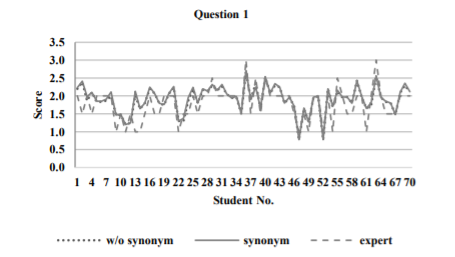 Question 1
3.5
3.0
2.5
2.0
1.5
1.0
0.5
0.0
Score
1 4 7 10 13 16 19 22 25 28 31 34 37 40 43 46 49 52 55 58 61 64 67 70
Student No.
w/o synonym synonym expert